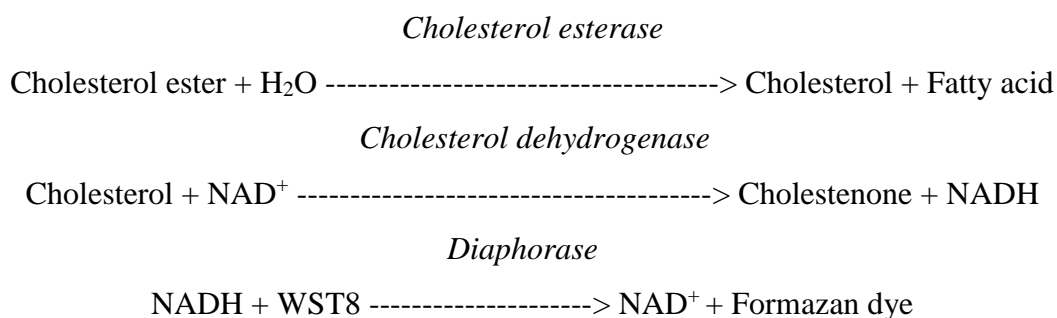 Cholesterol esterase
Cholesterol ester + H₂O --------------------------------------> Cholesterol + Fatty acid
Cholesterol dehydrogenase
Cholesterol + NAD⁺ ---------------------------------------> Cholestenone + NADH
Diaphorase
NADH + WST8 ---------------------> NAD⁺ + Formazan dye